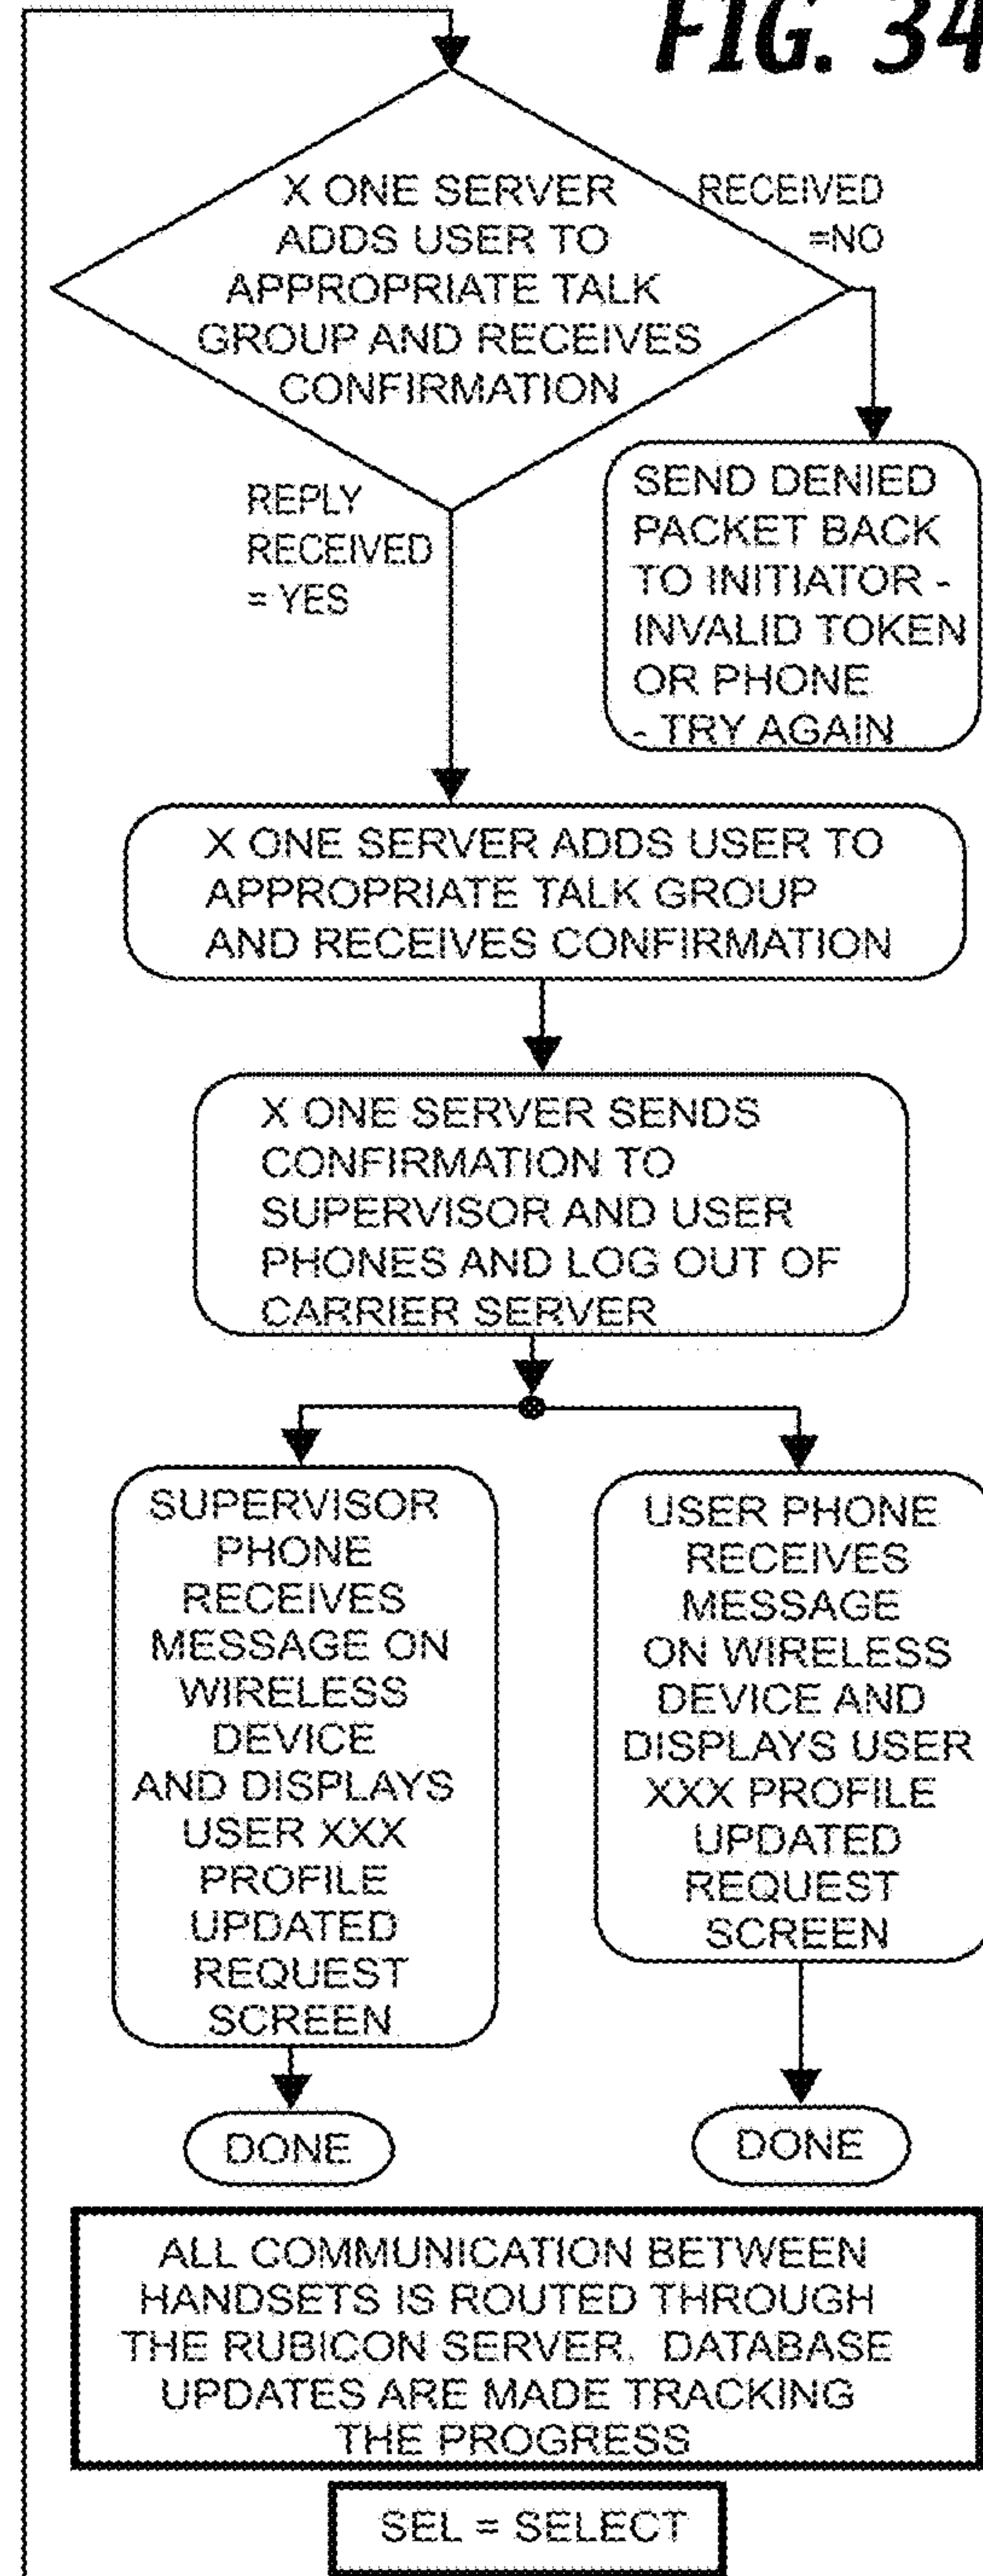 FIG. 34
X ONE SERVER
ADDS USER TO
APPROPRIATE TALK
GROUP AND RECEIVES
CONFIRMATION
RECEIVED
=NO
REPLY
RECEIVED
= YES
SEND DENIED
PACKET BACK
TO INITIATOR -
INVALID TOKEN
OR PHONE
- TRY AGAIN
X ONE SERVER ADDS USER TO
APPROPRIATE TALK GROUP
AND RECEIVES CONFIRMATION
X ONE SERVER SENDS
CONFIRMATION TO
SUPERVISOR AND USER
PHONES AND LOG OUT OF
CARRIER SERVER
SUPERVISOR
PHONE
RECEIVES
MESSAGE ON
WIRELESS
DEVICE
AND DISPLAYS
USER XXX
PROFILE
UPDATED
REQUEST
SCREEN
USER PHONE
RECEIVES
MESSAGE
ON WIRELESS
DEVICE AND
DISPLAYS USER
XXX PROFILE
UPDATED
REQUEST
SCREEN
DONE
DONE
ALL COMMUNICATION BETWEEN
HANDSETS IS ROUTED THROUGH
THE RUBICON SERVER. DATABASE
UPDATES ARE MADE TRACKING
THE PROGRESS
SEL = SELECT